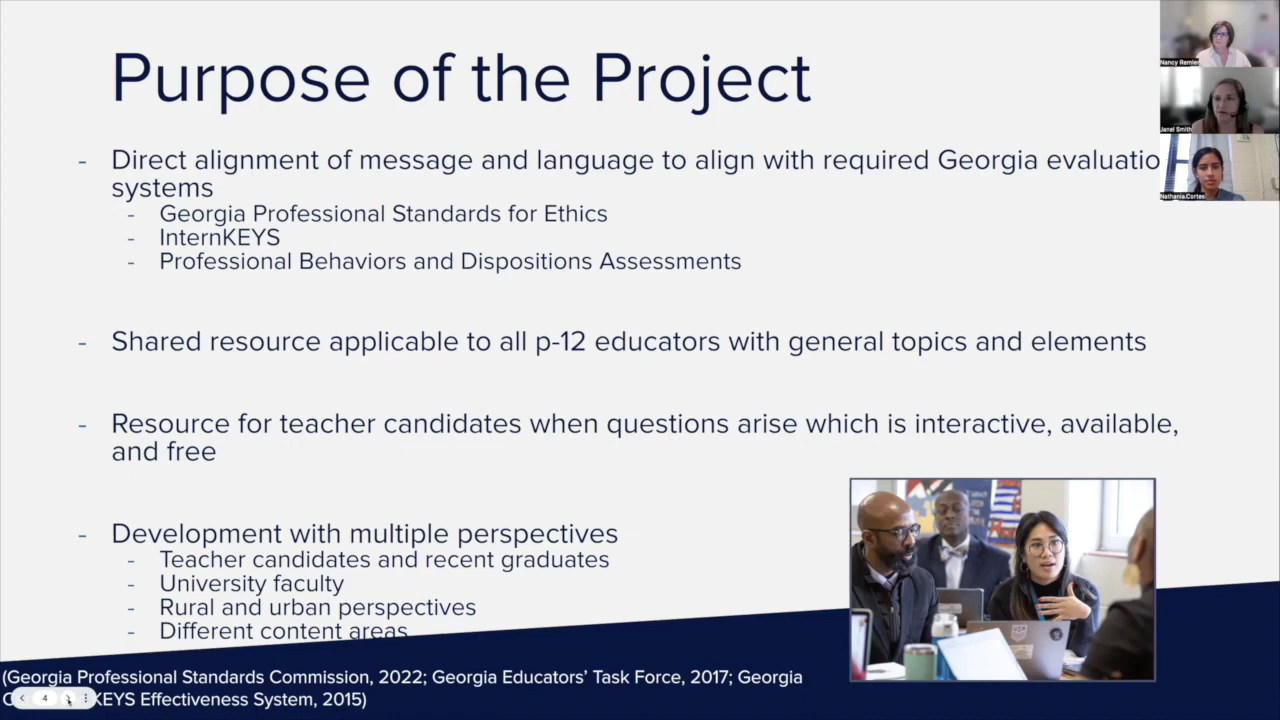 Purpose of the Project
- Direct alignment of message and language to align with required Georgia evaluatio
systems
- Georgia Professional Standards for Ethics
- InternKEYS
- Professional Behaviors and Dispositions Assessments
- Shared resource applicable to all p-12 educators with general topics and elements
- Resource for teacher candidates when questions arise which is interactive, available,
and free
- Development with multiple perspectives
- Teacher candidates and recent graduates
- University faculty
- Rural and urban perspectives
- Different content areas
(Georgia Professional Standards Commission, 2022; Georgia Educators' Task Force, 2017; Georgia
KEYS Effectiveness System, 2015)
4
Nancy Remler
Janel Smith
Nathania.Cortes